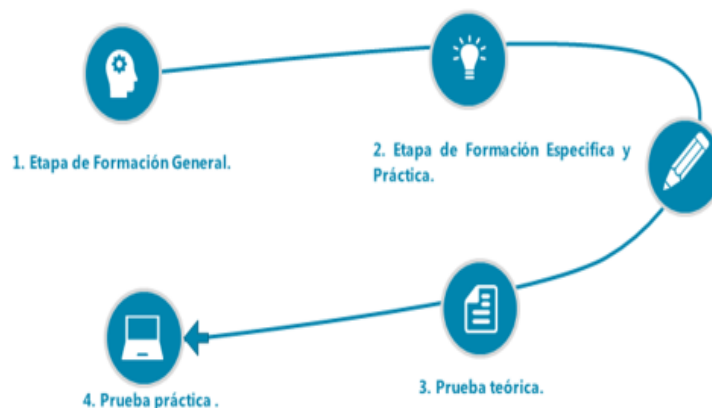 1. Etapa de Formación General.
2. Etapa de Formación Especifica y
Práctica.
3. Prueba teórica.
4. Prueba práctica .